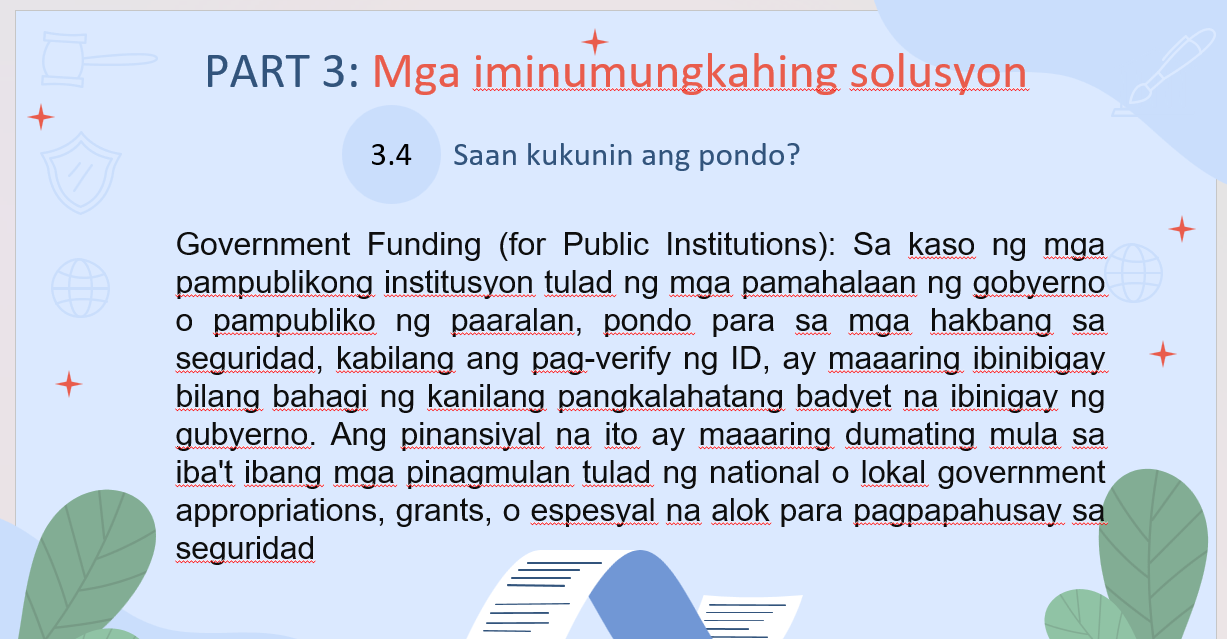 PART 3: Mga iminumungkahing solusyon
3.4 Saan kukunin ang pondo?
Government Funding (for Public Institutions): Sa kaso ng mga
pampublikong institusyon tulad ng mga pamahalaan ng gobyerno
o pampubliko ng paaralan, pondo para sa mga hakbang sa
seguridad, kabilang ang pag-verify ng ID, ay maaaring ibinibigay
bilang bahagi ng kanilang pangkalahatang badyet na ibinigay ng
gubyerno. Ang pinansiyal na ito ay maaaring dumating mula sa
iba't ibang mga pinagmulan tulad ng national o lokal government
appropriations, grants, o espesyal na alok para pagpapahusay sa
seguridad